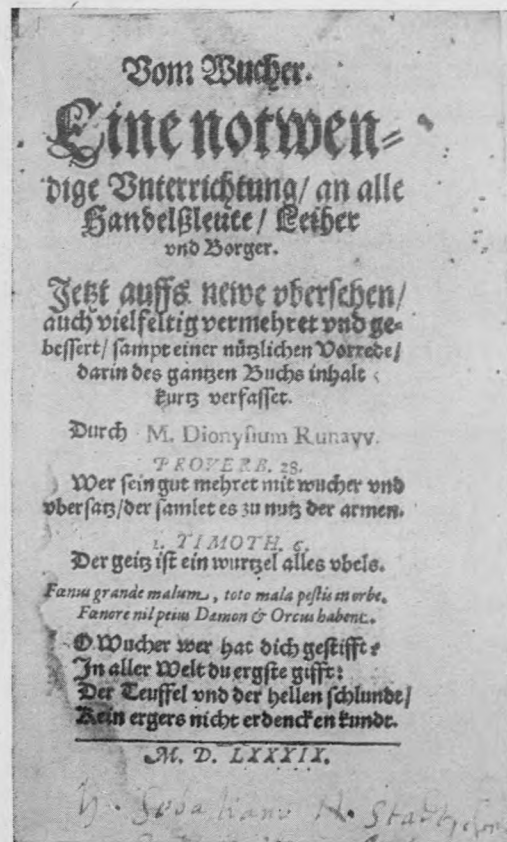 Vom Wucher.
Eine notwen-
dige Vnterrichtung/ an alle
Handelßleute/ Leiher
vnd Borger.
Jetzt auffs newe vbersehen/
auch vielfeltig vermehret vnd ge-
bessert/ sampt einer nützlichen Vorrede/
darin des gantzen Buchs inhalt
kurtz verfasset.
Durch M. Dionysium Runavv.
PROVERB. 28.
Wer sein gut mehret mit wucher vnd
vbersatz/der samlet es zu nutz der armen.
1. TIMOTH. 6.
Der geitz ist ein wurtzel alles vbels.
Fœnus grande malum, toto mala pestis in orbe.
Fœnore nil peius Dæmon & Orcus habent.
O Wucher wer hat dich gestifft?
In aller Welt du ergste gifft:
Der Teuffel vnd der hellen schlundt/
Kein ergers nicht erdencken kundt.
M. D. LXXXIX.